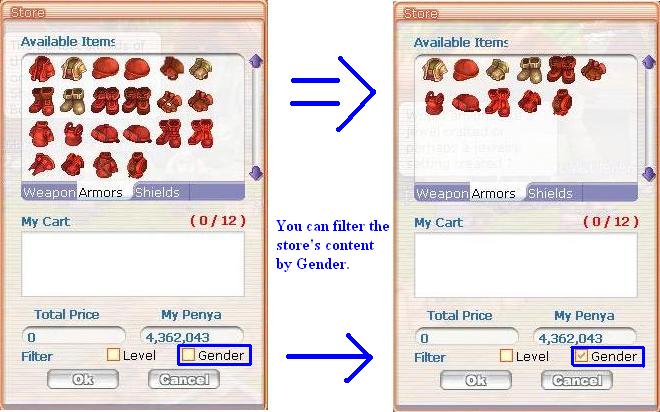 Store
Available Items
Weapon Armors Shields
My Cart ( 0 / 12 )
Total Price My Penya
0 4,362,043
Filter Level Gender
Ok Cancel
You can filter the
store's content
by Gender.
Store
Available Items
Weapon Armors Shields
My Cart ( 0 / 12 )
Total Price My Penya
0 4,362,043
Filter Level Gender
Ok Cancel